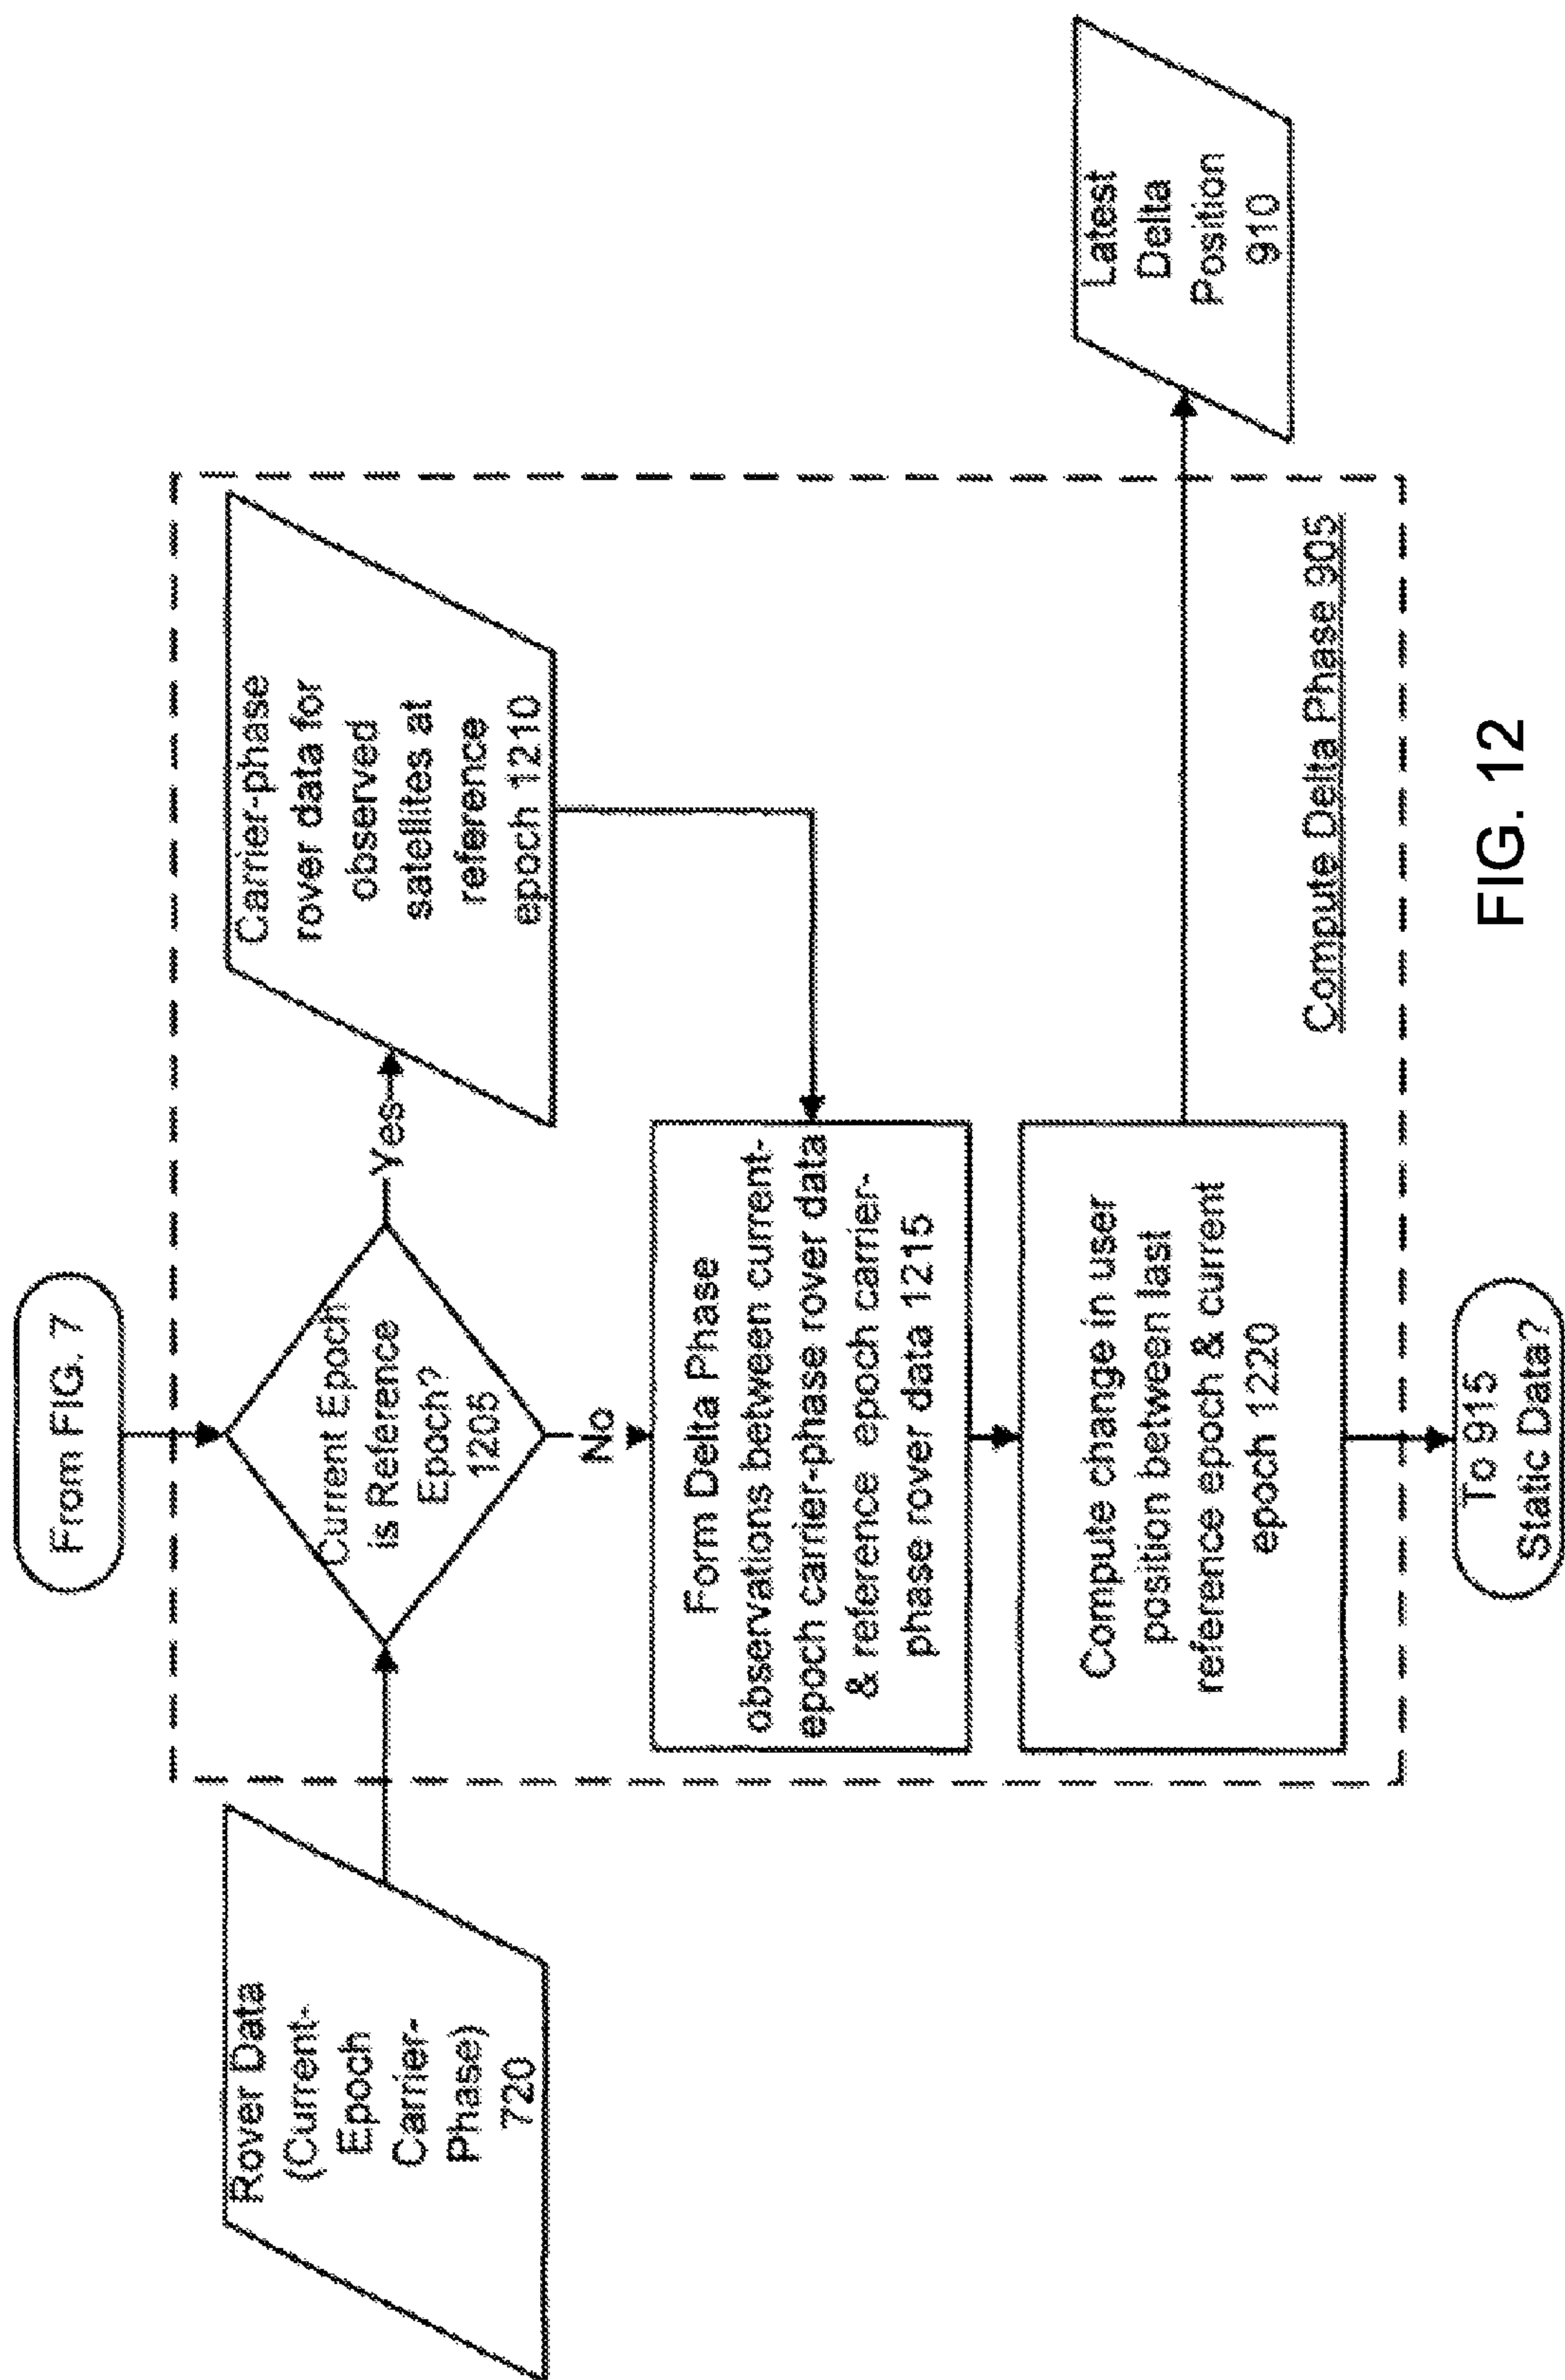 From FIG. 7
Rover Data
(Current-
Epoch
Carrier-
Phase)
720
Current Epoch
is Reference
Epoch?
1205
Yes
Carrier-phase
rover data for
observed
satellites at
reference
epoch 1210
No
Form Delta Phase
observations between current-
epoch carrier-phase rover data
& reference epoch carrier-
phase rover data 1215
Compute change in user
position between last
reference epoch & current
epoch 1220
Latest
Delta
Position
910
Compute Delta Phase 905
To 915
Static Data?
FIG. 12